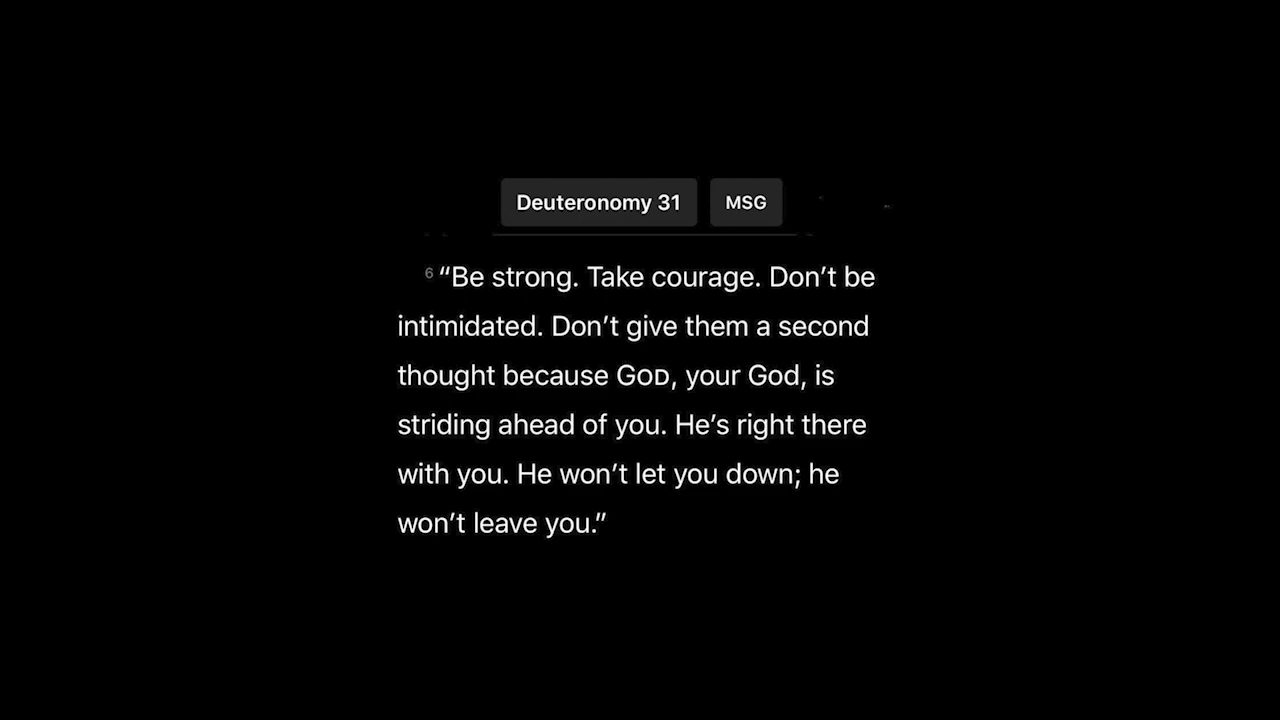 Deuteronomy 31 MSG
6 “Be strong. Take courage. Don’t be
intimidated. Don’t give them a second
thought because GOD, your God, is
striding ahead of you. He’s right there
with you. He won’t let you down; he
won’t leave you.”